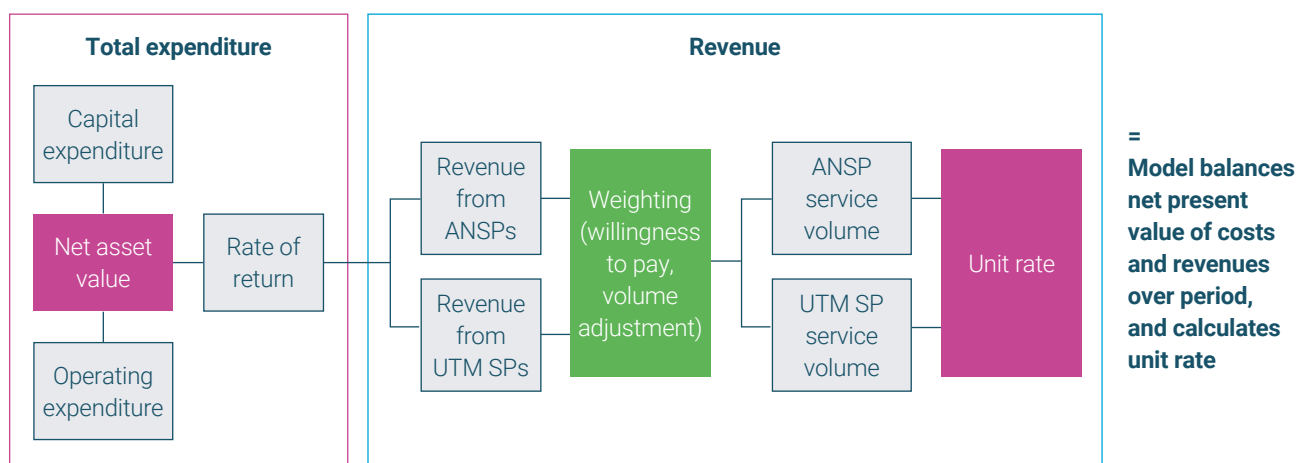 Total expenditure
Capital
expenditure
Net asset
value
Rate of
return
Operating
expenditure
Revenue
Revenue
from
ANSPs
Revenue
from
UTM SPs
Weighting
(willingness
to pay,
volume
adjustment)
ANSP
service
volume
UTM SP
service
volume
Unit rate
=
Model balances
net present
value of costs
and revenues
over period,
and calculates
unit rate